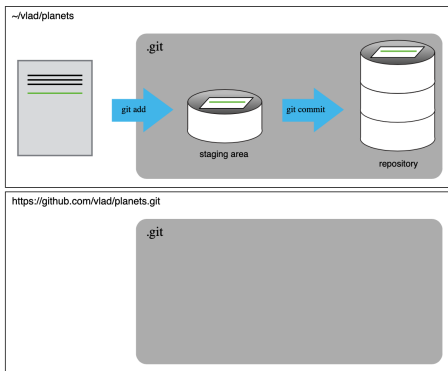 ~/vlad/planets
.git
git add
git commit
staging area
repository
https://github.com/vlad/planets.git
.git